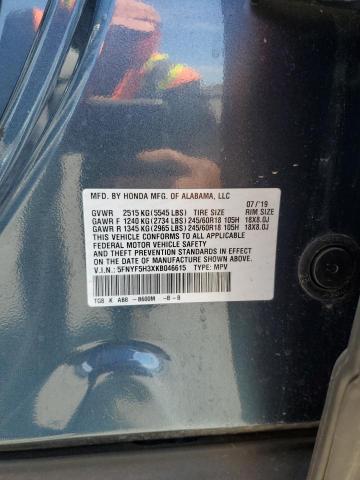 MFD. BY HONDA MFG. OF ALABAMA, LLC
07/'19
GVWR 2515 KG (5545 LBS) TIRE SIZE RIM SIZE
GAWR F 1240 KG (2734 LBS) 245/60R18 105H 18X8.0J
GAWR R 1345 KG (2965 LBS) 245/60R18 105H 18X8.0J
THIS VEHICLE CONFORMS TO ALL APPLICABLE
FEDERAL MOTOR VEHICLE SAFETY
AND THEFT PREVENTION STANDARDS IN EFFECT ON THE
DATE OF MANUFACTURE SHOWN ABOVE.
V.I.N.: 5FNYF5H3XKB046615 TYPE: MPV
TG8 K AB8 -B600M -B-B